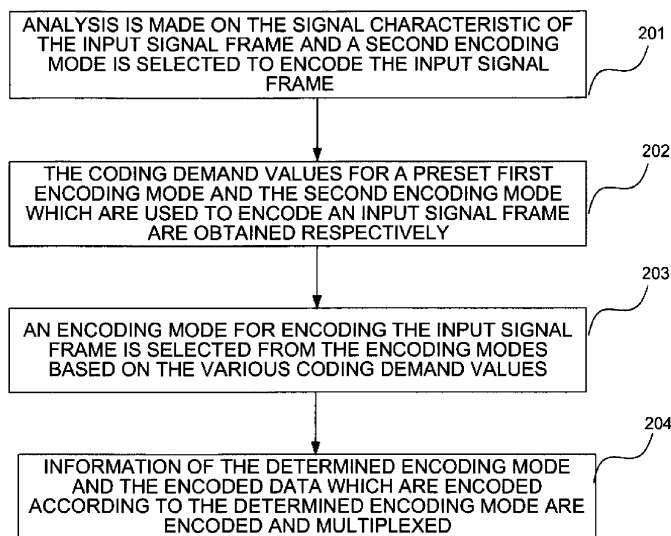 ANALYSIS IS MADE ON THE SIGNAL CHARACTERISTIC OF
THE INPUT SIGNAL FRAME AND A SECOND ENCODING
MODE IS SELECTED TO ENCODE THE INPUT SIGNAL
FRAME
201
THE CODING DEMAND VALUES FOR A PRESET FIRST
ENCODING MODE AND THE SECOND ENCODING MODE
WHICH ARE USED TO ENCODE AN INPUT SIGNAL FRAME
ARE OBTAINED RESPECTIVELY
202
AN ENCODING MODE FOR ENCODING THE INPUT SIGNAL
FRAME IS SELECTED FROM THE ENCODING MODES
BASED ON THE VARIOUS CODING DEMAND VALUES
203
INFORMATION OF THE DETERMINED ENCODING MODE
AND THE ENCODED DATA WHICH ARE ENCODED
ACCORDING TO THE DETERMINED ENCODING MODE ARE
ENCODED AND MULTIPLEXED
204